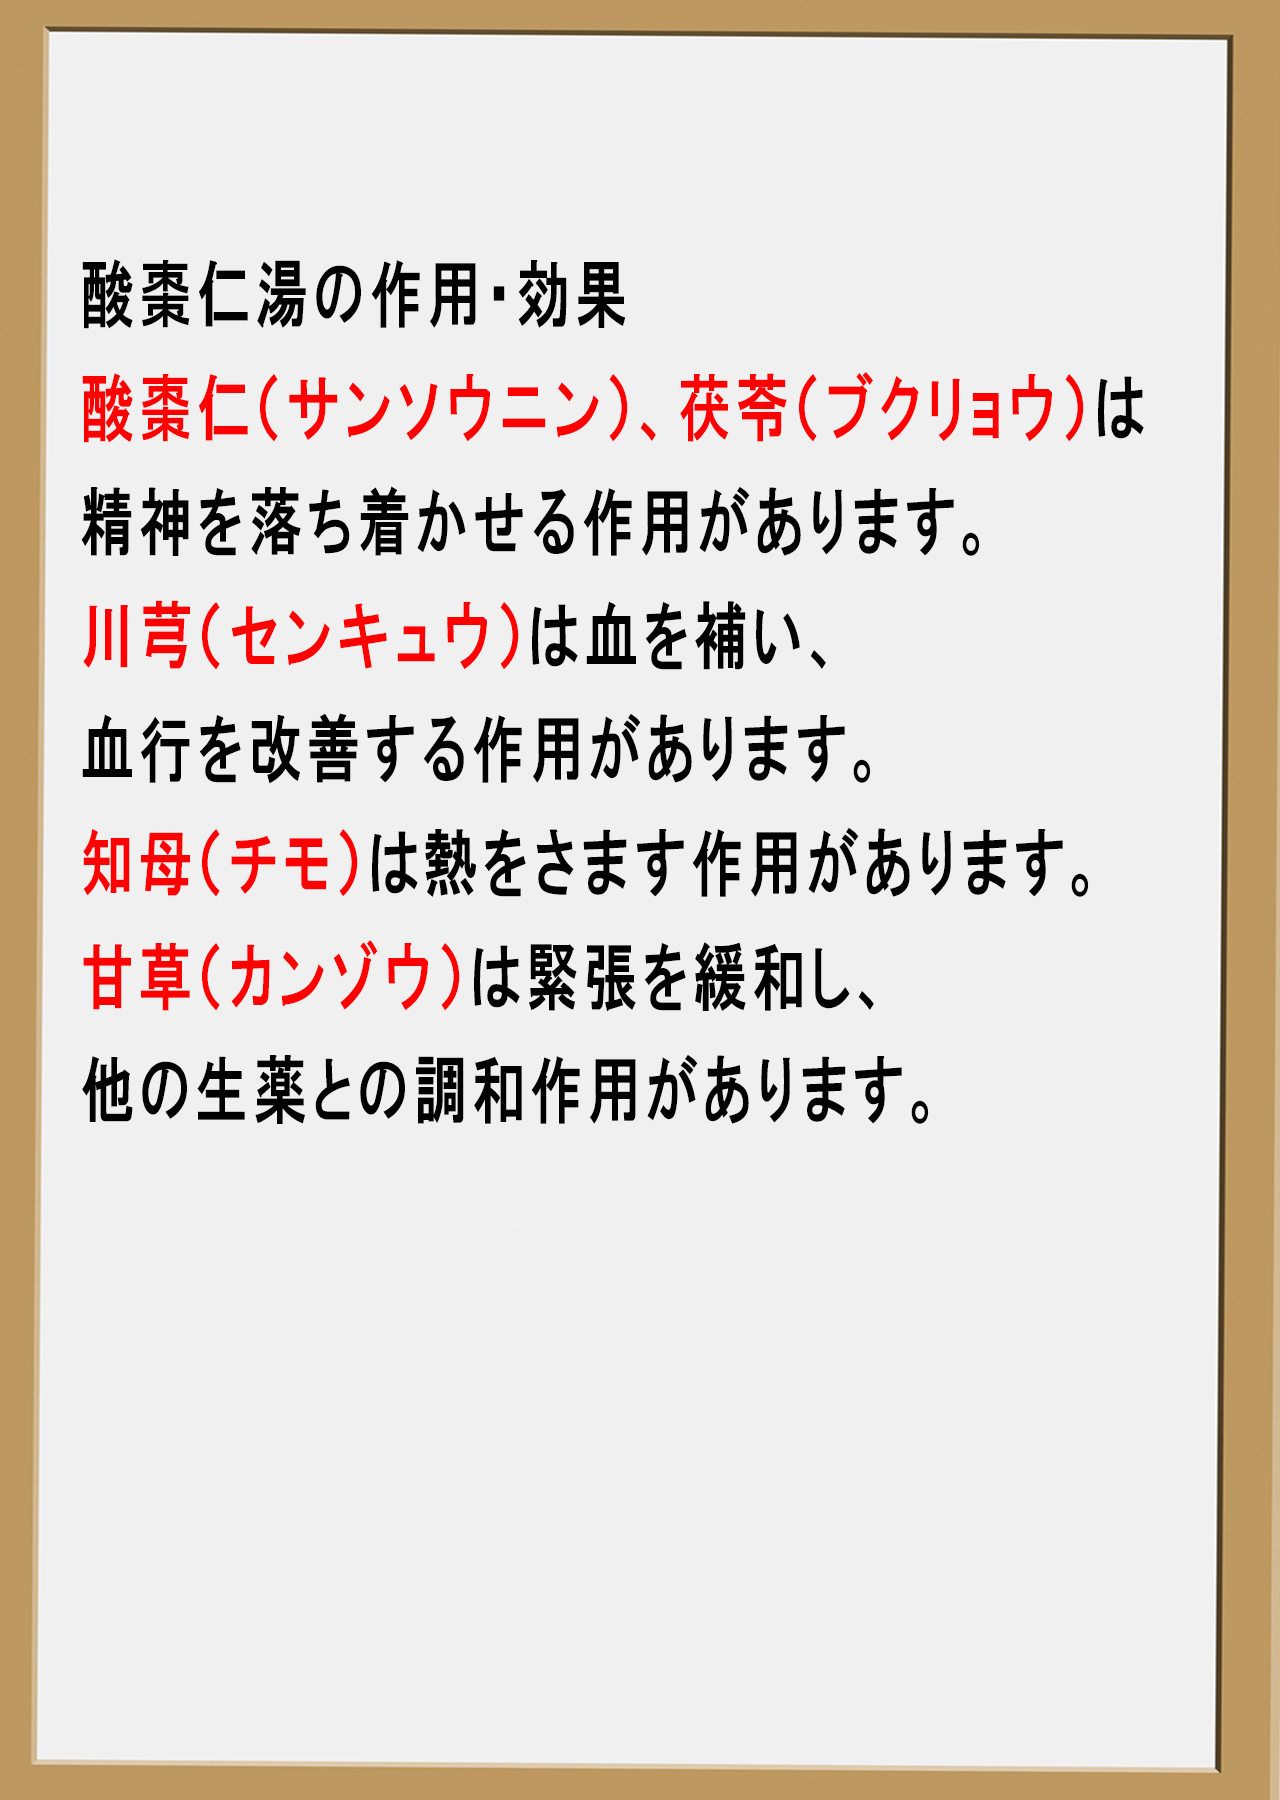 酸棗仁湯の作用・効果
酸棗仁（サンソウニン）、茯苓（ブクリョウ）は
精神を落ち着かせる作用があります。
川芎（センキュウ）は血を補い、
血行を改善する作用があります。
知母（チモ）は熱をさます作用があります。
甘草（カンゾウ）は緊張を緩和し、
他の生薬との調和作用があります。